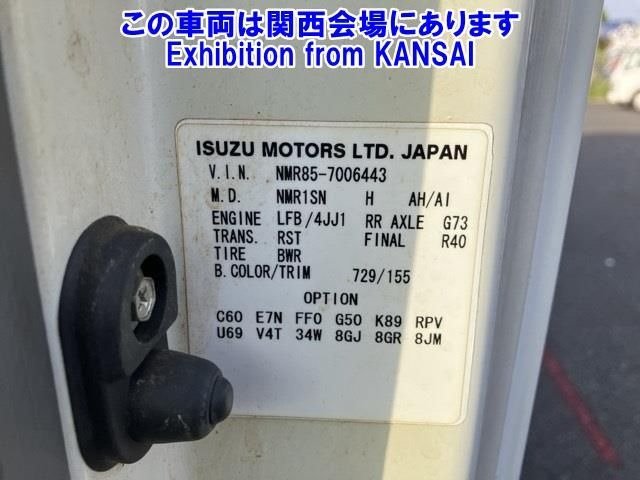 この車両は関西会場にあります
Exhibition from KANSAI
ISUZU MOTORS LTD. JAPAN
V.I.N. NMR85-7006443
M.D. NMR1SN H AH/AI
ENGINE LFB/4JJ1 RR AXLE G73
TRANS. RST FINAL R40
TIRE BWR
B.COLOR/TRIM 729/155
OPTION
C60 E7N FF0 G50 K89 RPV
U69 V4T 34W 8GJ 8GR 8JM